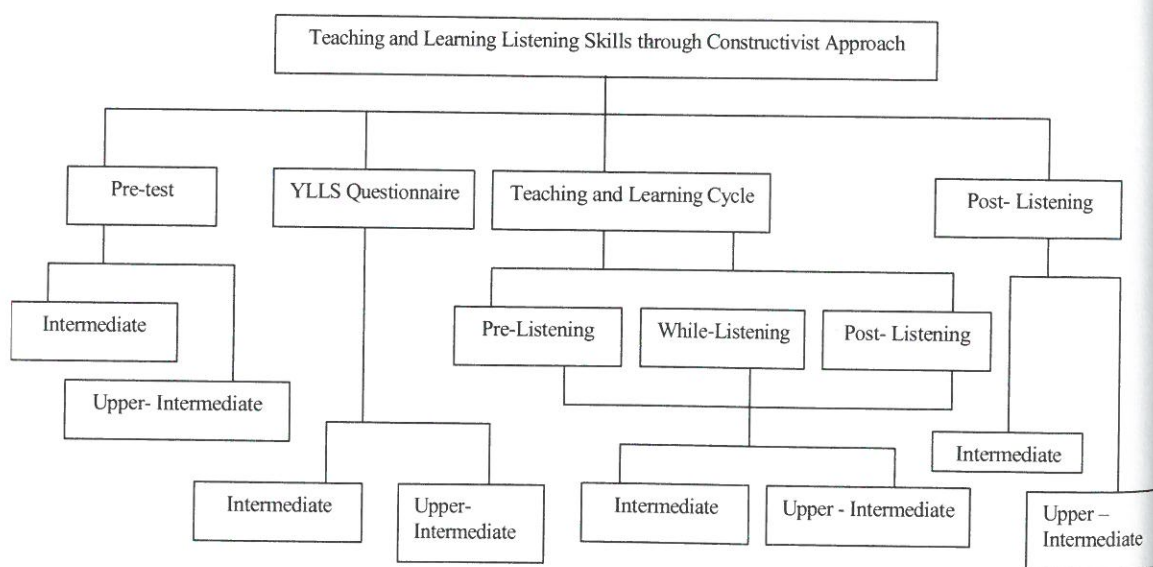 Teaching and Learning Listening Skills through Constructivist Approach
Pre-test
YLLS Questionnaire
Teaching and Learning Cycle
Post- Listening
Intermediate
Upper- Intermediate
Pre-Listening
While-Listening
Post- Listening
Intermediate
Upper-
Intermediate
Intermediate
Upper - Intermediate
Intermediate
Upper –
Intermediate